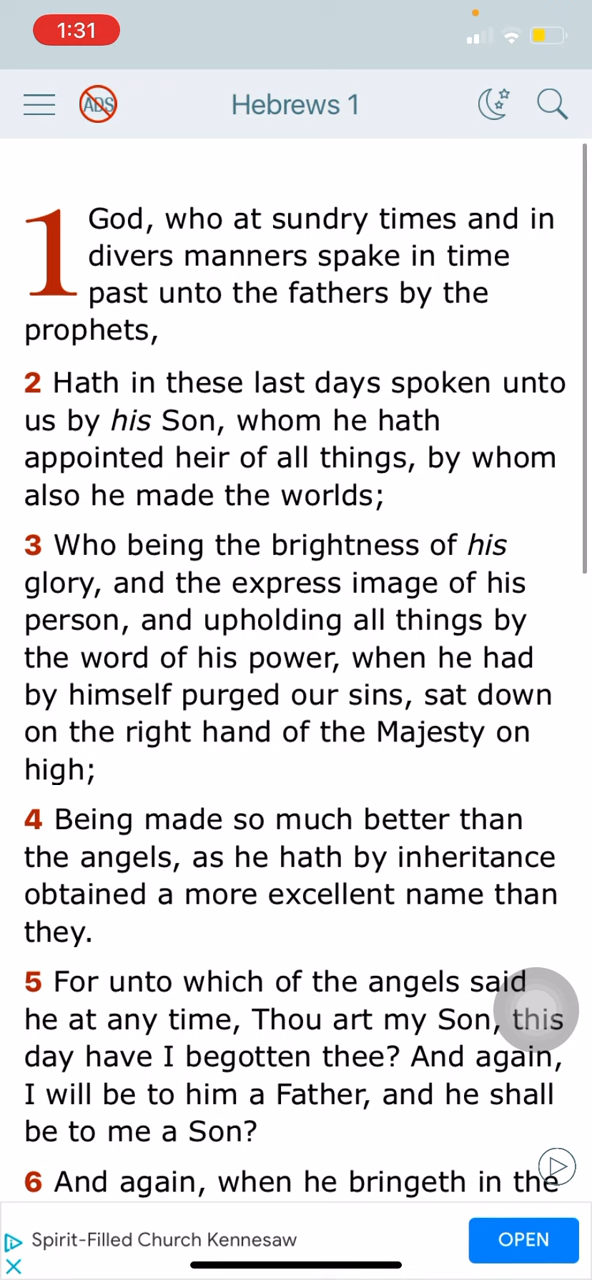 1:31
ADS
Hebrews 1
1 God, who at sundry times and in
divers manners spake in time
past unto the fathers by the
prophets,
2 Hath in these last days spoken unto
us by his Son, whom he hath
appointed heir of all things, by whom
also he made the worlds;
3 Who being the brightness of his
glory, and the express image of his
person, and upholding all things by
the word of his power, when he had
by himself purged our sins, sat down
on the right hand of the Majesty on
high;
4 Being made so much better than
the angels, as he hath by inheritance
obtained a more excellent name than
they.
5 For unto which of the angels said
he at any time, Thou art my Son, this
day have I begotten thee? And again,
I will be to him a Father, and he shall
be to me a Son?
6 And again, when he bringeth in the
Spirit-Filled Church Kennesaw
OPEN